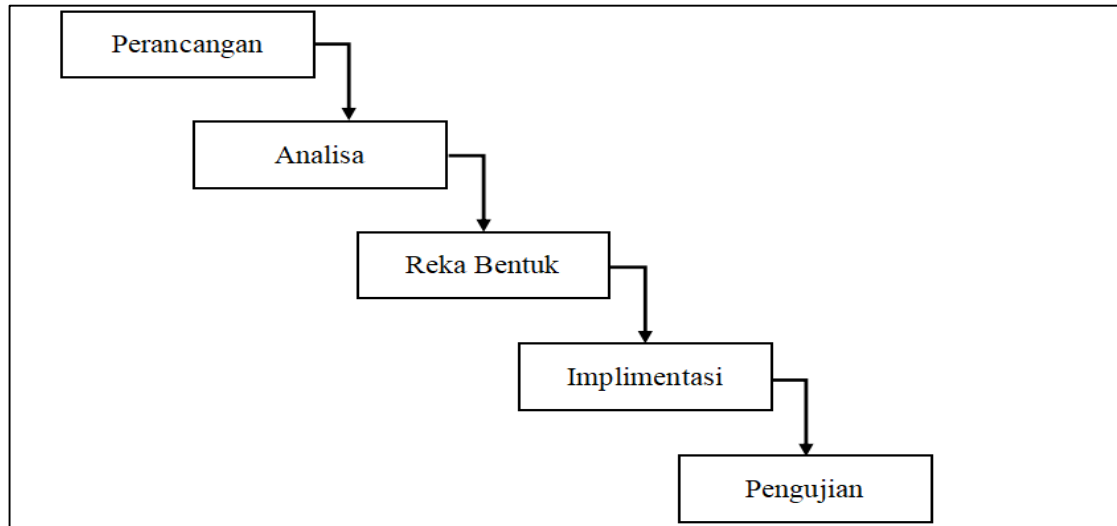 Perancangan
Analisa
Reka Bentuk
Implimentasi
Pengujian